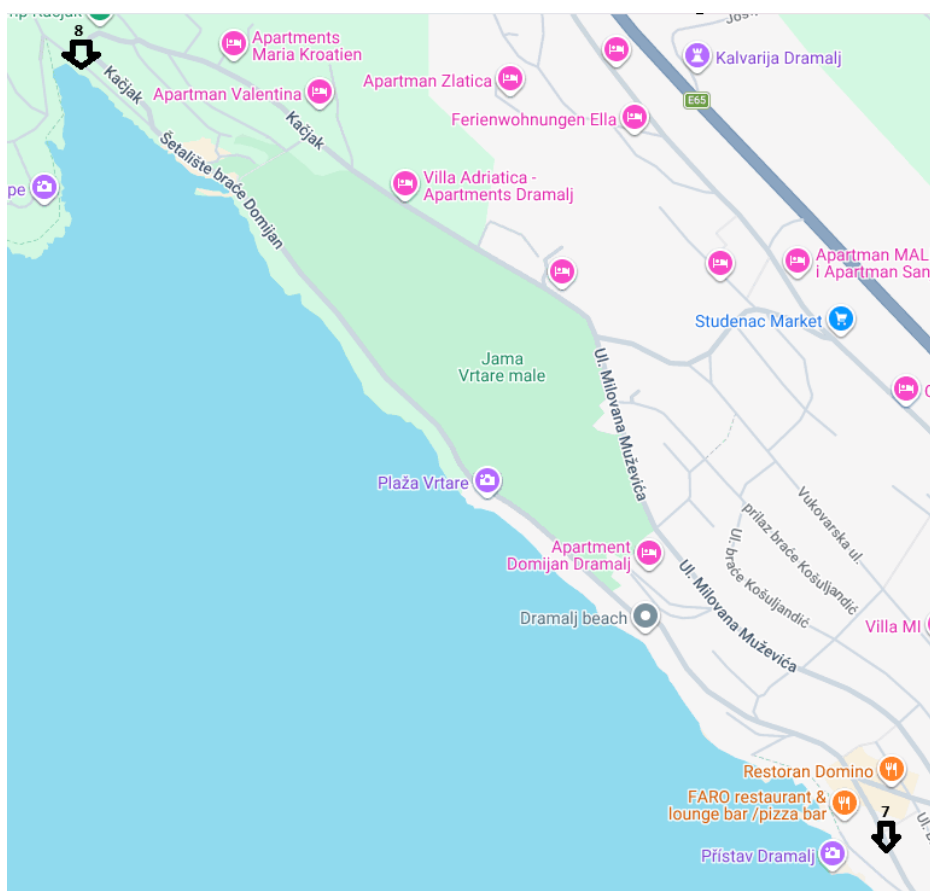 8
Apartments
Maria Kroatien
Kalvarija Dramalj
Kačjak
Apartman Valentina
Apartman Zlatica
E65
Kačjak
Ferienwohnungen Ella
Šetalište braće Domijan
pe
Villa Adriatica -
Apartments Dramalj
Apartman MAL
i Apartman San
Studenac Market
Jama
Vrtare male
Ul. Milovana Muževića
Plaža Vrtare
Vukovarska ul.
prilaz braće Košuljandić
Ul. braće Košuljandić
Apartment
Domijan Dramalj
Ul. Milovana Muževića
Dramalj beach
Villa MI
Restoran Domino
FARO restaurant &
lounge bar /pizza bar
7
Přístav Dramalj